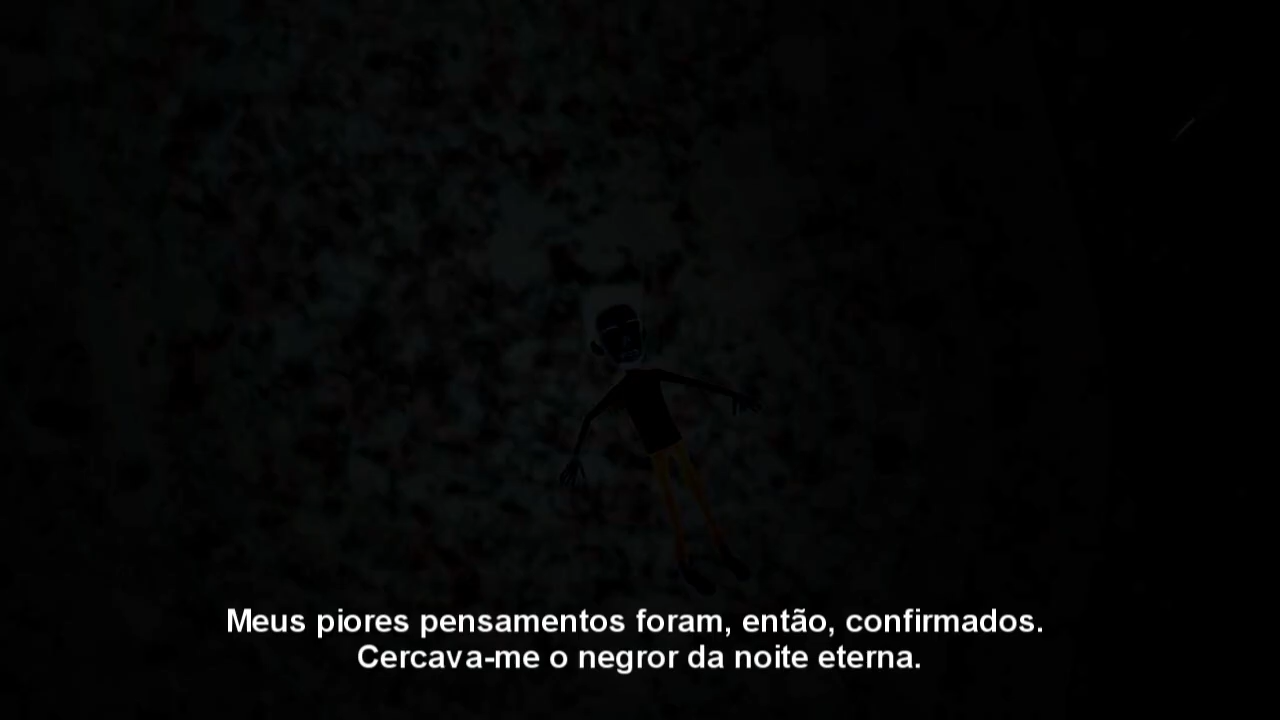 Meus piores pensamentos foram, então, confirmados.
Cercava-me o negror da noite eterna.